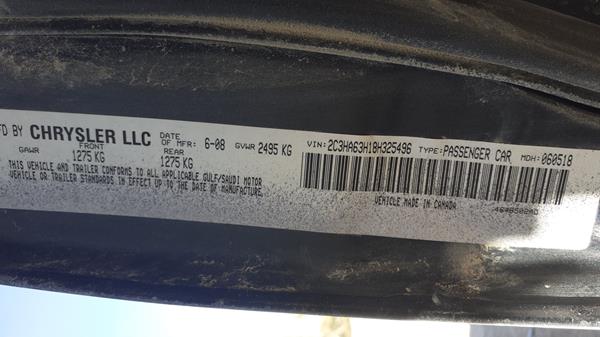 FD BY CHRYSLER LLC DATE OF MFR: 6-08 GVWR 2495 KG VIN: 2C3HA63H18H325496 TYPE: PASSENGER CAR MDH: 060518
GAWR FRONT 1275 KG REAR 1275 KG
THIS VEHICLE AND TRAILER CONFORMS TO ALL APPLICABLE GULF/SAUDI MOTOR
VEHICLE OR TRAILER STANDARDS IN EFFECT UP TO THE DATE OF MANUFACTURE.
VEHICLE MADE IN CANADA